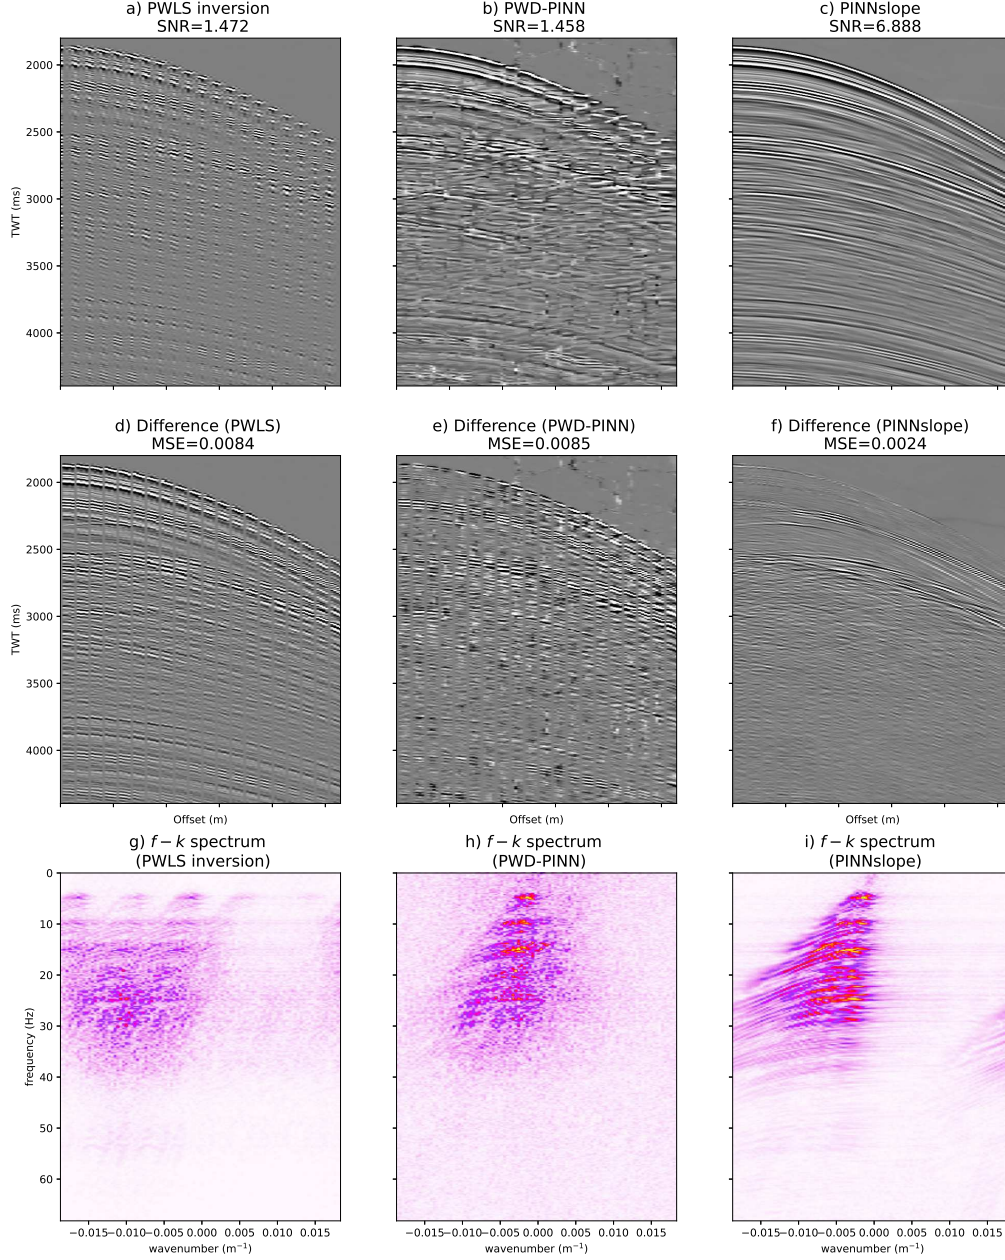 a) PWLS inversion
SNR=1.472
b) PWD-PINN
SNR=1.458
c) PINNslope
SNR=6.888
2000
2500
3000
3500
4000
TWT (ms)
d) Difference (PWLS)
MSE=0.0084
e) Difference (PWD-PINN)
MSE=0.0085
f) Difference (PINNslope)
MSE=0.0024
2000
2500
3000
3500
4000
TWT (ms)
Offset (m)
Offset (m)
Offset (m)
g) f − k spectrum
(PWLS inversion)
h) f − k spectrum
(PWD-PINN)
i) f − k spectrum
(PINNslope)
0
10
20
30
40
50
60
frequency (Hz)
−0.015−0.010−0.005 0.000 0.005 0.010 0.015
−0.015−0.010−0.005 0.000 0.005 0.010 0.015
−0.015−0.010−0.005 0.000 0.005 0.010 0.015
wavenumber (m⁻¹)
wavenumber (m⁻¹)
wavenumber (m⁻¹)